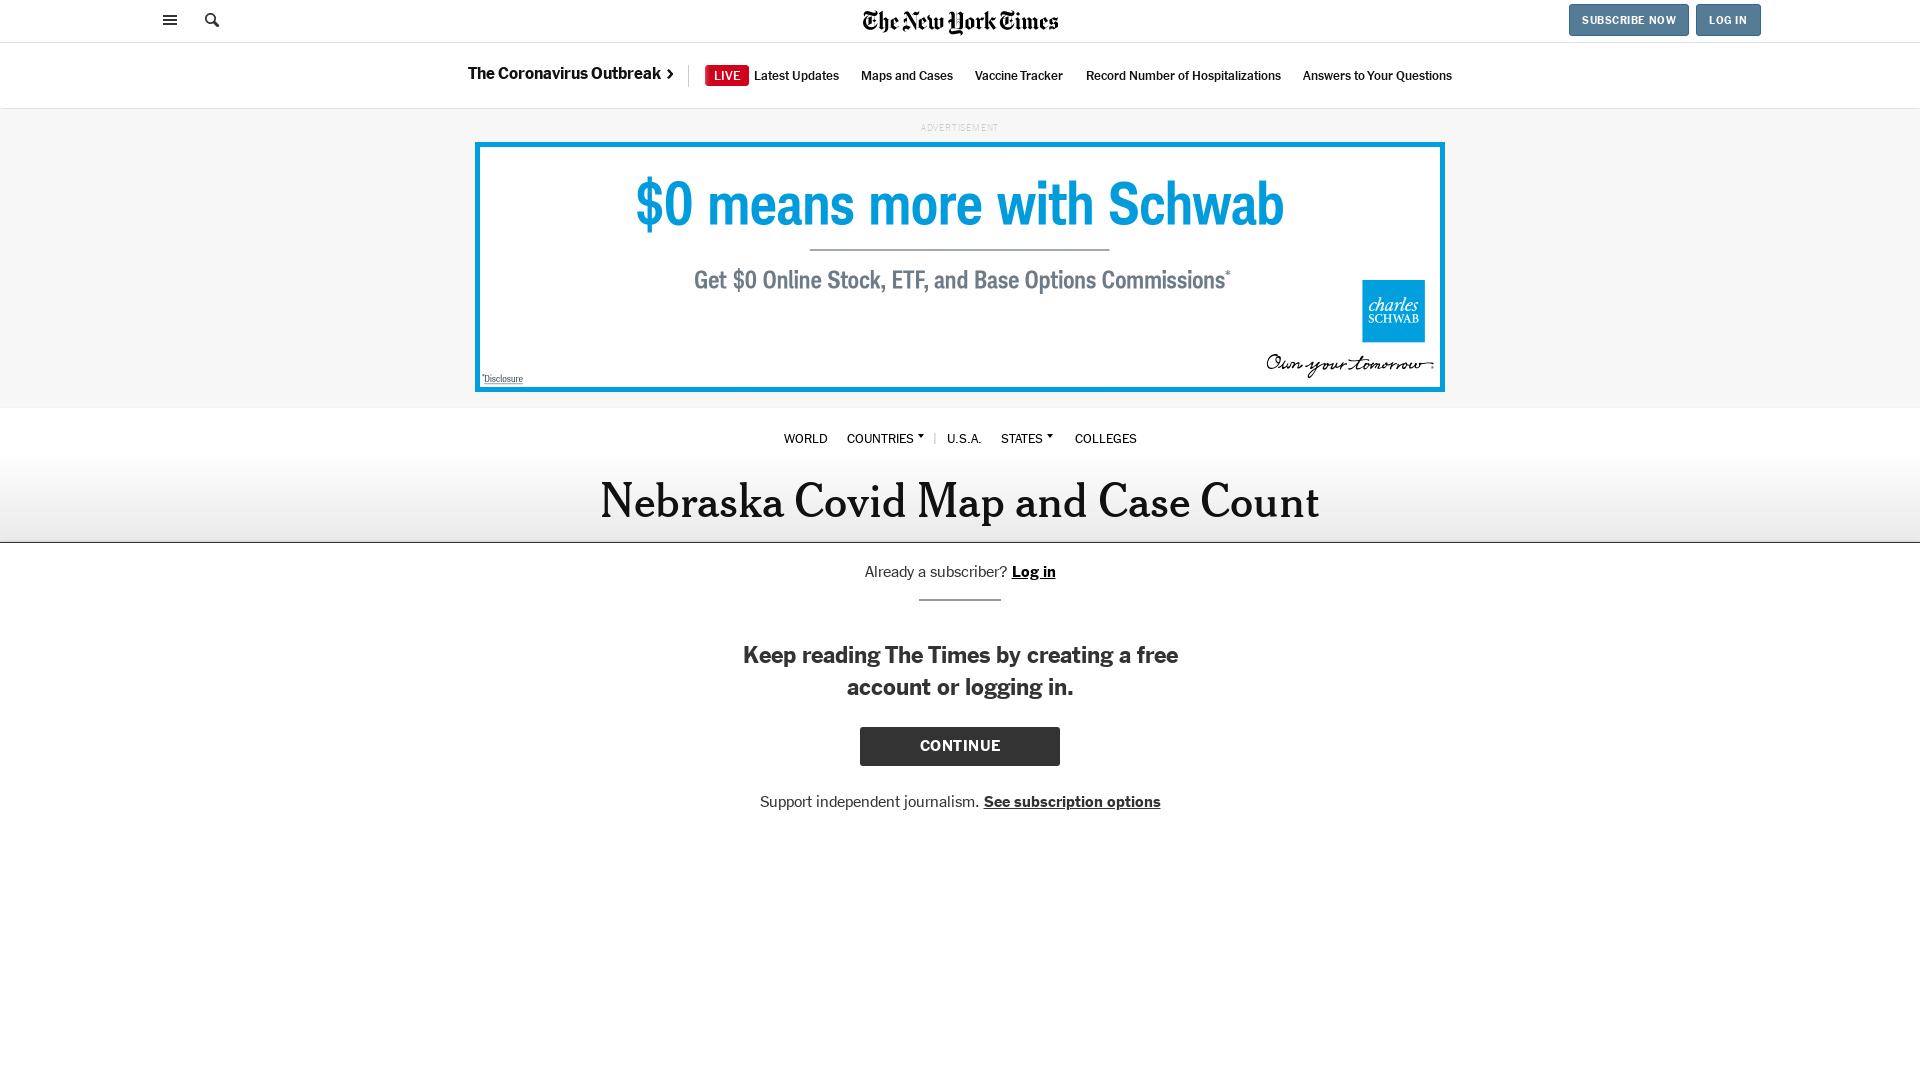 The New York Times
SUBSCRIBE NOW
LOG IN
The Coronavirus Outbreak
LIVE Latest Updates
Maps and Cases
Vaccine Tracker
Record Number of Hospitalizations
Answers to Your Questions
ADVERTISEMENT
$0 means more with Schwab
Get $0 Online Stock, ETF, and Base Options Commissions*
charles
SCHWAB
Own your tomorrow
*Disclosure
WORLD
COUNTRIES
U.S.A.
STATES
COLLEGES
Nebraska Covid Map and Case Count
Already a subscriber? Log in
Keep reading The Times by creating a free
account or logging in.
CONTINUE
Support independent journalism. See subscription options